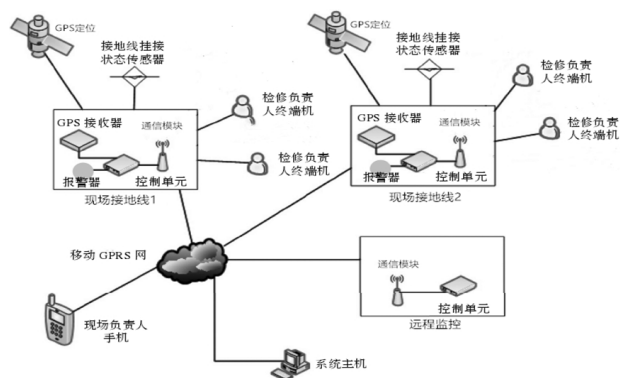 GPS定位
接地线挂接
状态传感器
检修负责
人终端机
GPS 接收器
通信模块
报警器
控制单元
检修负责
人终端机
现场接地线1
GPS定位
接地线挂接
状态传感器
检修负责
人终端机
GPS 接收器
通信模块
报警器
控制单元
检修负责
人终端机
现场接地线2
移动 GPRS 网
通信模块
控制单元
远程监控
现场负责人
手机
系统主机